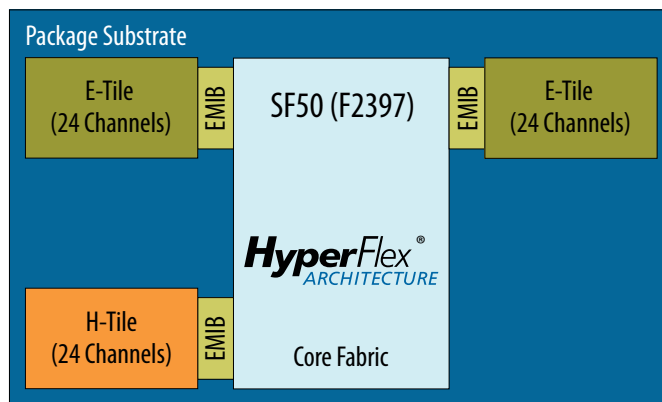 Package Substrate
E-Tile
(24 Channels)
EMIB
SF50 (F2397)
EMIB
E-Tile
(24 Channels)
HyperFlex®
ARCHITECTURE
H-Tile
(24 Channels)
EMIB
Core Fabric